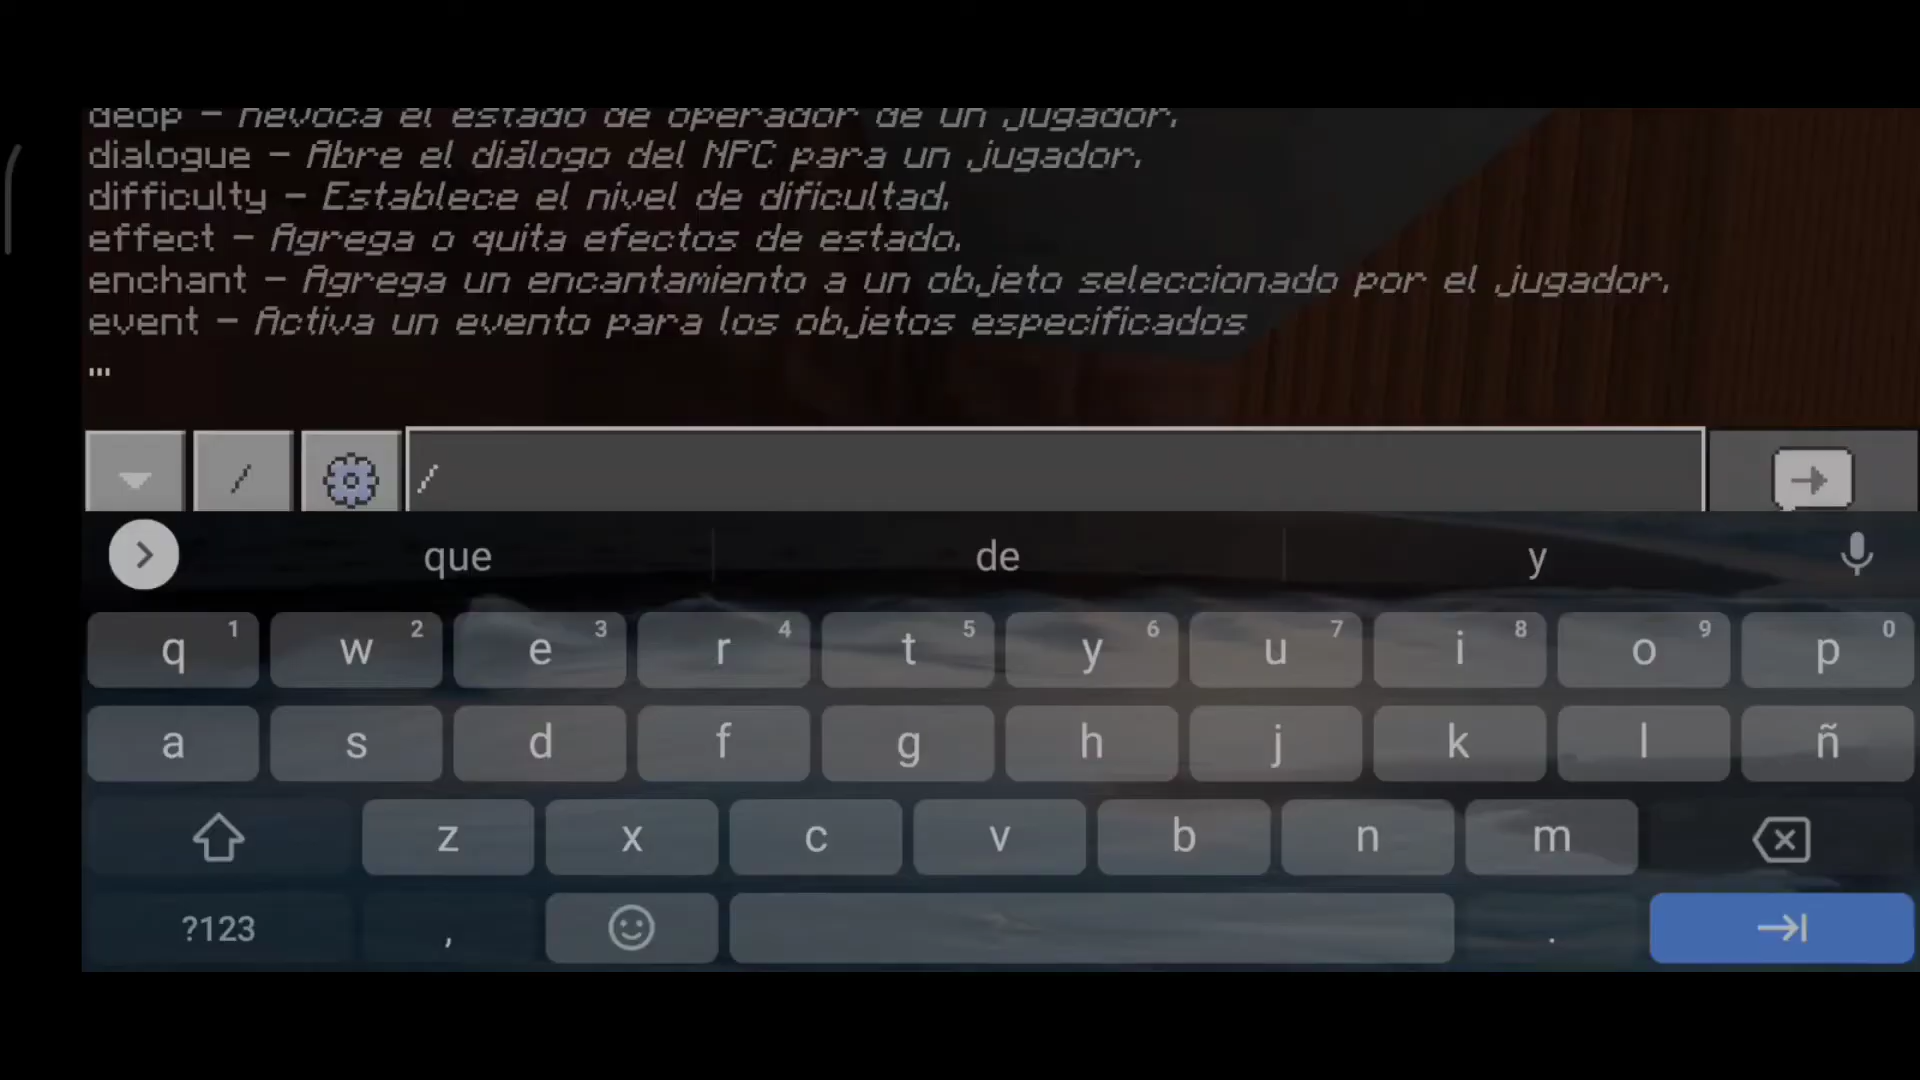 deop - Revoca el estado de operador de un jugador.
dialogue - Abre el diálogo del NPC para un jugador.
difficulty - Establece el nivel de dificultad.
effect - Agrega o quita efectos de estado.
enchant - Agrega un encantamiento a un objeto seleccionado por el jugador.
event - Activa un evento para los objetos especificados
...
/ /
que de y
q 1 w 2 e 3 r 4 t 5 y 6 u 7 i 8 o 9 p 0
a s d f g h j k l ñ
z x c v b n m
?123 , .